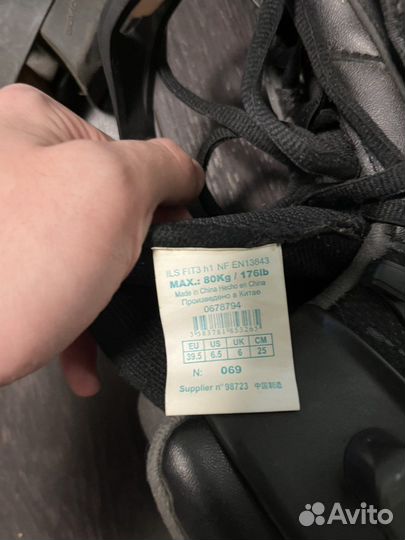 ILS FIT3 h1 NF EN13843
MAX.: 80Kg / 176lb
Made in China Hecho en China
Произведено в Китае
0678794
EU US UK CM
39.5 6.5 6 25
N: 069
Supplier n° 98723 中国制造
Avito